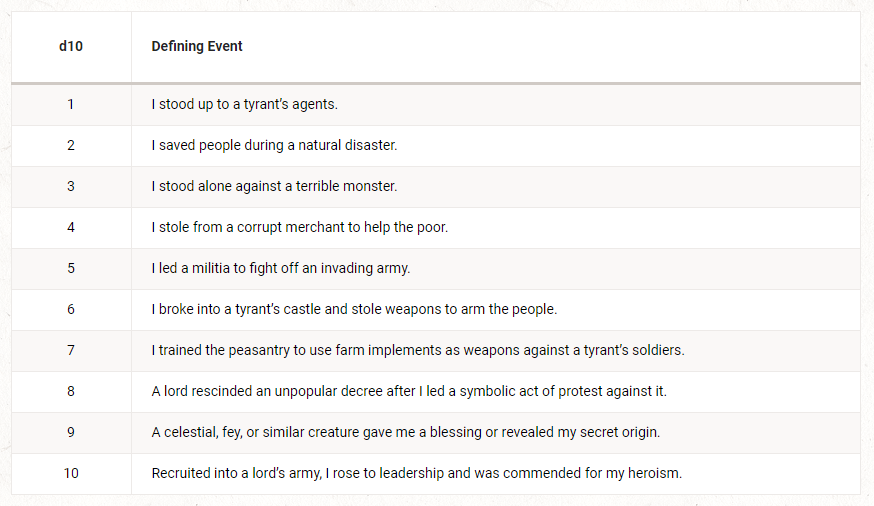 d10 Defining Event
1 I stood up to a tyrant’s agents.
2 I saved people during a natural disaster.
3 I stood alone against a terrible monster.
4 I stole from a corrupt merchant to help the poor.
5 I led a militia to fight off an invading army.
6 I broke into a tyrant’s castle and stole weapons to arm the people.
7 I trained the peasantry to use farm implements as weapons against a tyrant’s soldiers.
8 A lord rescinded an unpopular decree after I led a symbolic act of protest against it.
9 A celestial, fey, or similar creature gave me a blessing or revealed my secret origin.
10 Recruited into a lord’s army, I rose to leadership and was commended for my heroism.